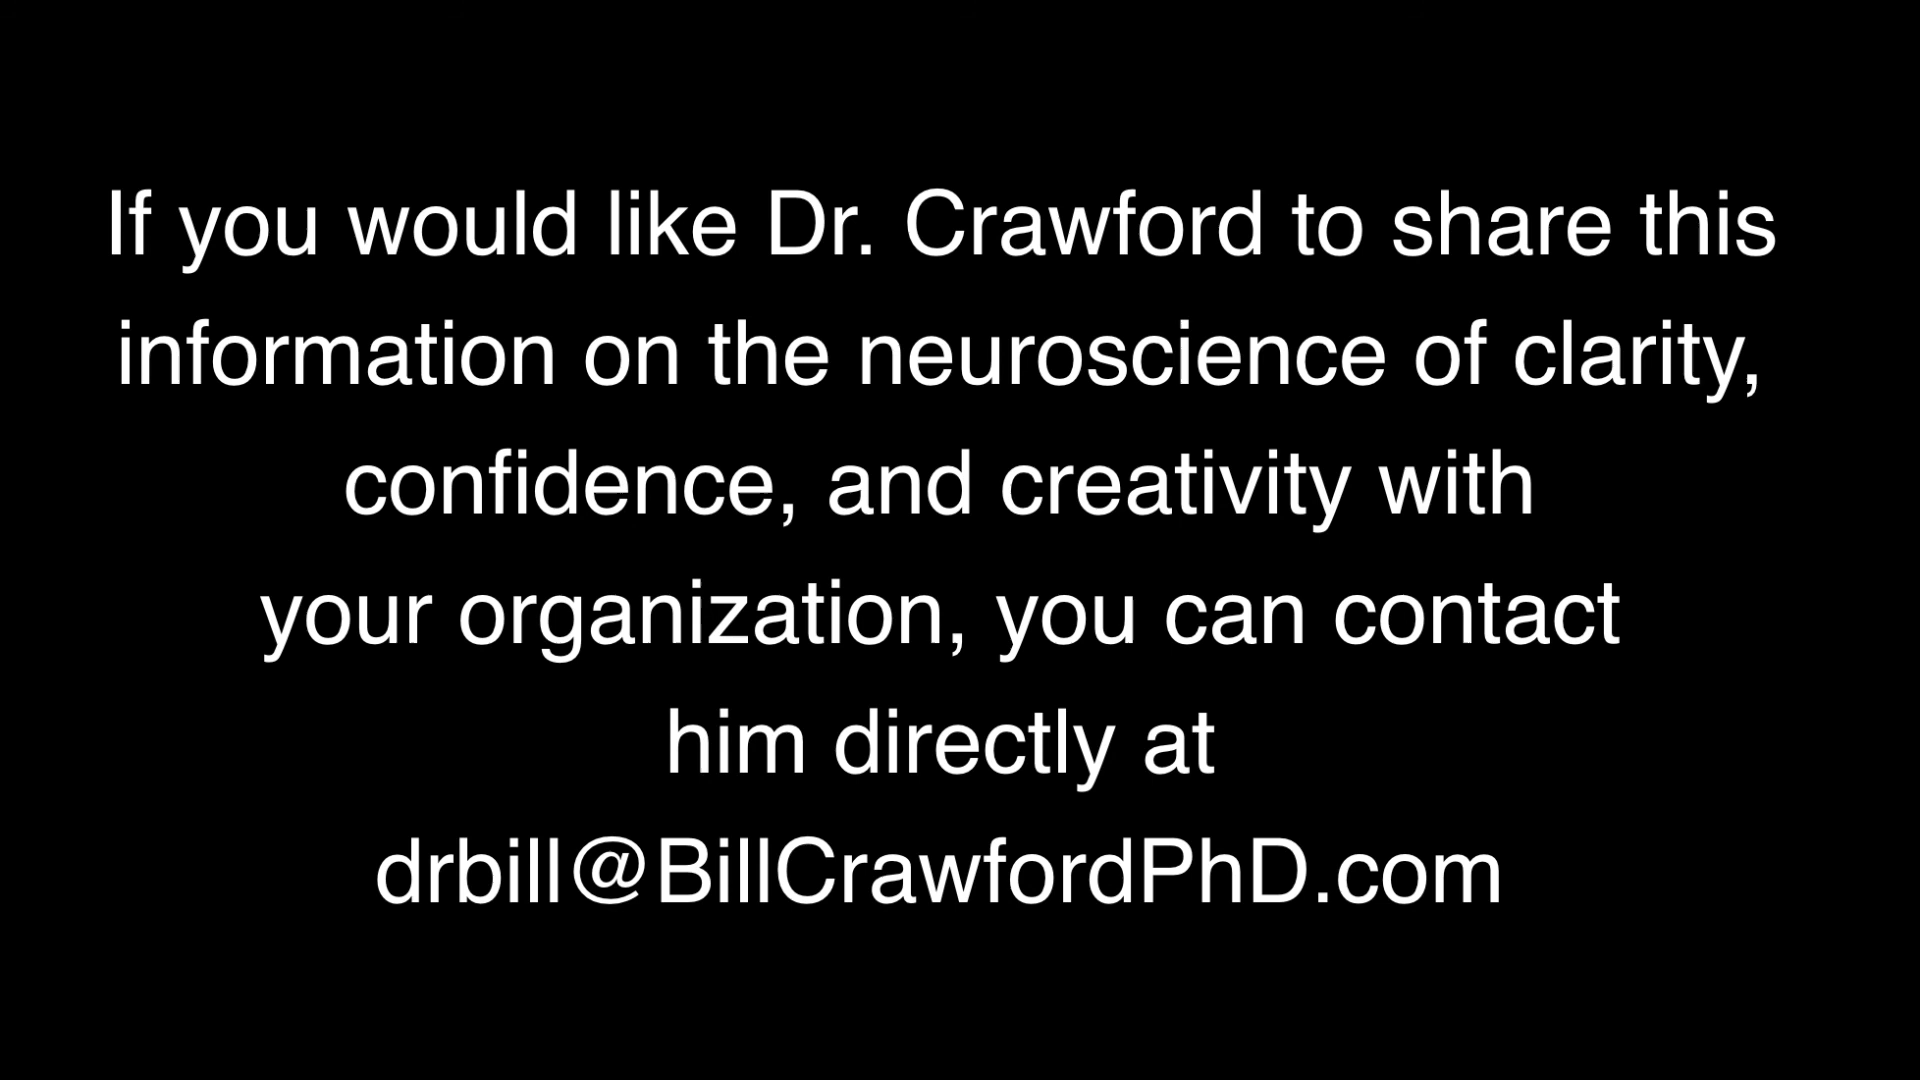 If you would like Dr. Crawford to share this
information on the neuroscience of clarity,
confidence, and creativity with
your organization, you can contact
him directly at
drbill@BillCrawfordPhD.com